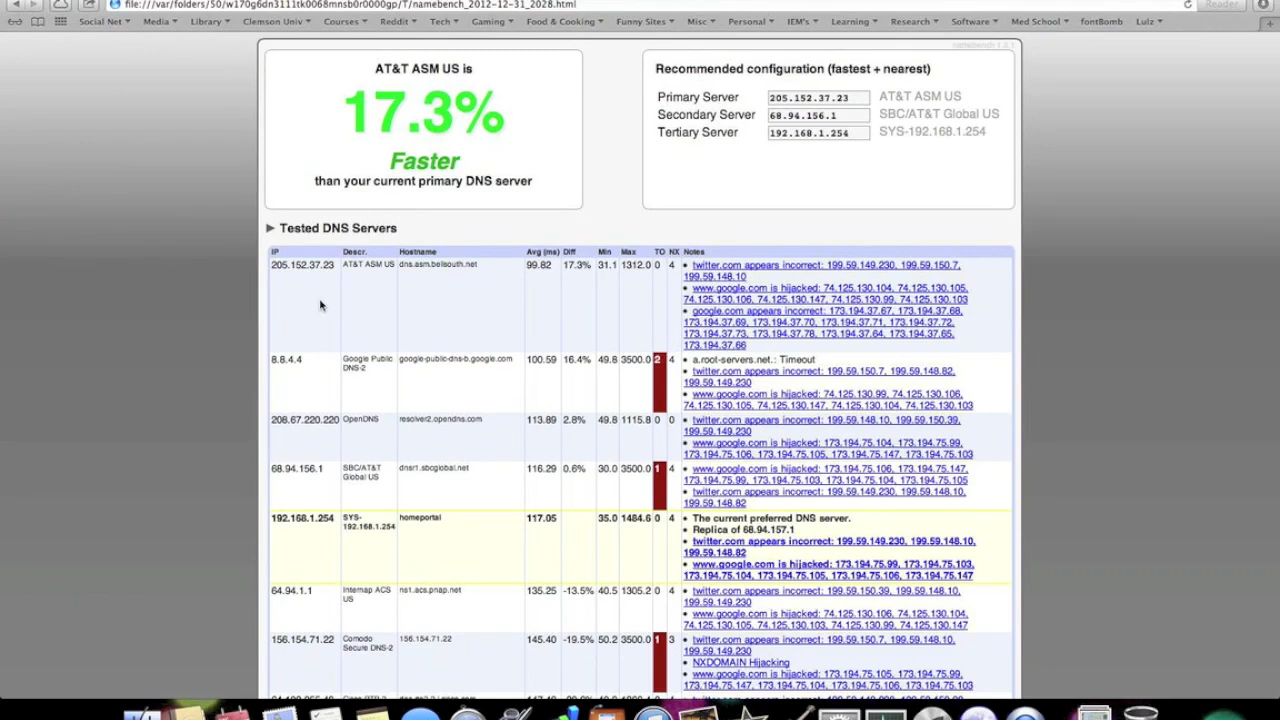 file:///var/folders/S0/w170g6dn3111tk0068mnsb0r0000gp/T/namebench_2012-12-31_2028.html
Reader
Social Net Media Library Clemson Univ Courses Reddit Tech Gaming Food & Cooking Funny Sites Misc Personal IEM's Learning Research Software Med School fontBomb Lulz
AT&T ASM US is
17.3%
Faster
than your current primary DNS server
Recommended configuration (fastest + nearest)
Primary Server 205.152.37.23 AT&T ASM US
Secondary Server 68.94.156.1 SBC/AT&T Global US
Tertiary Server 192.168.1.254 SYS-192.168.1.254
Tested DNS Servers
IP Descr. Hostname Avg (ms) Diff Min Max TO NX Notes
205.152.37.23 AT&T ASM US dns.asm.bellsouth.net 99.82 17.3% 31.1 1312.0 0 4 • twitter.com appears incorrect: 199.59.149.230, 199.59.150.7,
199.59.148.10
• www.google.com is hijacked: 74.125.130.104, 74.125.130.105,
74.125.130.106, 74.125.130.147, 74.125.130.99, 74.125.130.103
• google.com appears incorrect: 173.194.37.67, 173.194.37.68,
173.194.37.69, 173.194.37.70, 173.194.37.71, 173.194.37.72,
173.194.37.73, 173.194.37.78, 173.194.37.64, 173.194.37.65,
173.194.37.66
8.8.4.4 Google Public google-public-dns-b.google.com 100.59 16.4% 49.8 3500.0 2 4 • a.root-servers.net.: Timeout
DNS-2
• twitter.com appears incorrect: 199.59.150.7, 199.59.148.82,
199.59.149.230
• www.google.com is hijacked: 74.125.130.99, 74.125.130.106,
74.125.130.105, 74.125.130.147, 74.125.130.104, 74.125.130.103
208.67.220.220 OpenDNS resolver2.opendns.com 113.89 2.8% 49.8 1115.8 0 0 • twitter.com appears incorrect: 199.59.148.10, 199.59.150.39,
199.59.149.230
• www.google.com is hijacked: 173.194.75.104, 173.194.75.99,
173.194.75.106, 173.194.75.105, 173.194.75.147, 173.194.75.103
68.94.156.1 SBC/AT&T dnsr1.sbcglobal.net 116.29 0.6% 30.0 3500.0 1 4 • www.google.com is hijacked: 173.194.75.106, 173.194.75.147,
Global US
173.194.75.99, 173.194.75.103, 173.194.75.104, 173.194.75.105
• twitter.com appears incorrect: 199.59.149.230, 199.59.148.10,
199.59.148.82
192.168.1.254 SYS- homeportal 117.05 35.0 1484.6 0 4 • The current preferred DNS server.
192.168.1.254
• Replica of 68.94.157.1
• twitter.com appears incorrect: 199.59.149.230, 199.59.148.10,
199.59.148.82
• www.google.com is hijacked: 173.194.75.99, 173.194.75.103,
173.194.75.104, 173.194.75.105, 173.194.75.106, 173.194.75.147
64.94.1.1 Internap ACS ns1.acs.pnap.net 135.25 -13.5% 40.5 1305.2 0 4 • twitter.com appears incorrect: 199.59.150.39, 199.59.148.10,
US
199.59.149.230
• www.google.com is hijacked: 74.125.130.106, 74.125.130.104,
74.125.130.105, 74.125.130.103, 74.125.130.99, 74.125.130.147
156.154.71.22 Comodo 156.154.71.22 145.40 -19.5% 50.2 3500.0 1 3 • twitter.com appears incorrect: 199.59.150.7, 199.59.148.10,
Secure DNS-2
199.59.149.230
• NXDOMAIN Hijacking
• www.google.com is hijacked: 173.194.75.105, 173.194.75.99,
173.194.75.147, 173.194.75.104, 173.194.75.106, 173.194.75.103